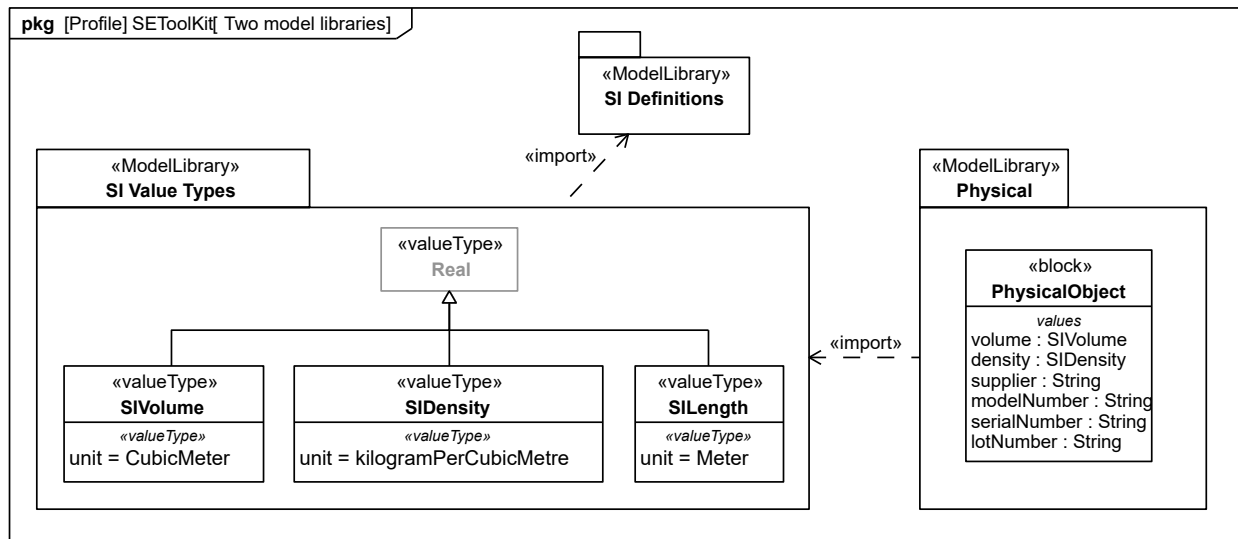 pkg [Profile] SEToolKit[ Two model libraries]
«ModelLibrary»
SI Definitions
«import»
«ModelLibrary»
SI Value Types
«valueType»
Real
«valueType»
SIVolume
«valueType»
unit = CubicMeter
«valueType»
SIDensity
«valueType»
unit = kilogramPerCubicMetre
«valueType»
SILength
«valueType»
unit = Meter
«import»
«ModelLibrary»
Physical
«block»
PhysicalObject
values
volume : SIVolume
density : SIDensity
supplier : String
modelNumber : String
serialNumber : String
lotNumber : String